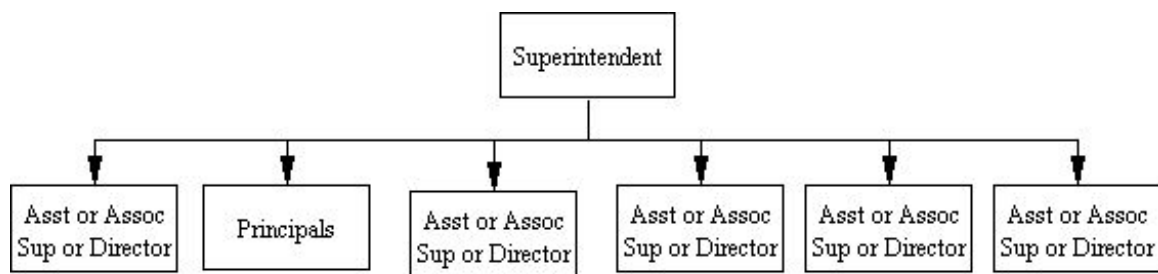 Superintendent
Asst or Assoc
Sup or Director
Principals
Asst or Assoc
Sup or Director
Asst or Assoc
Sup or Director
Asst or Assoc
Sup or Director
Asst or Assoc
Sup or Director